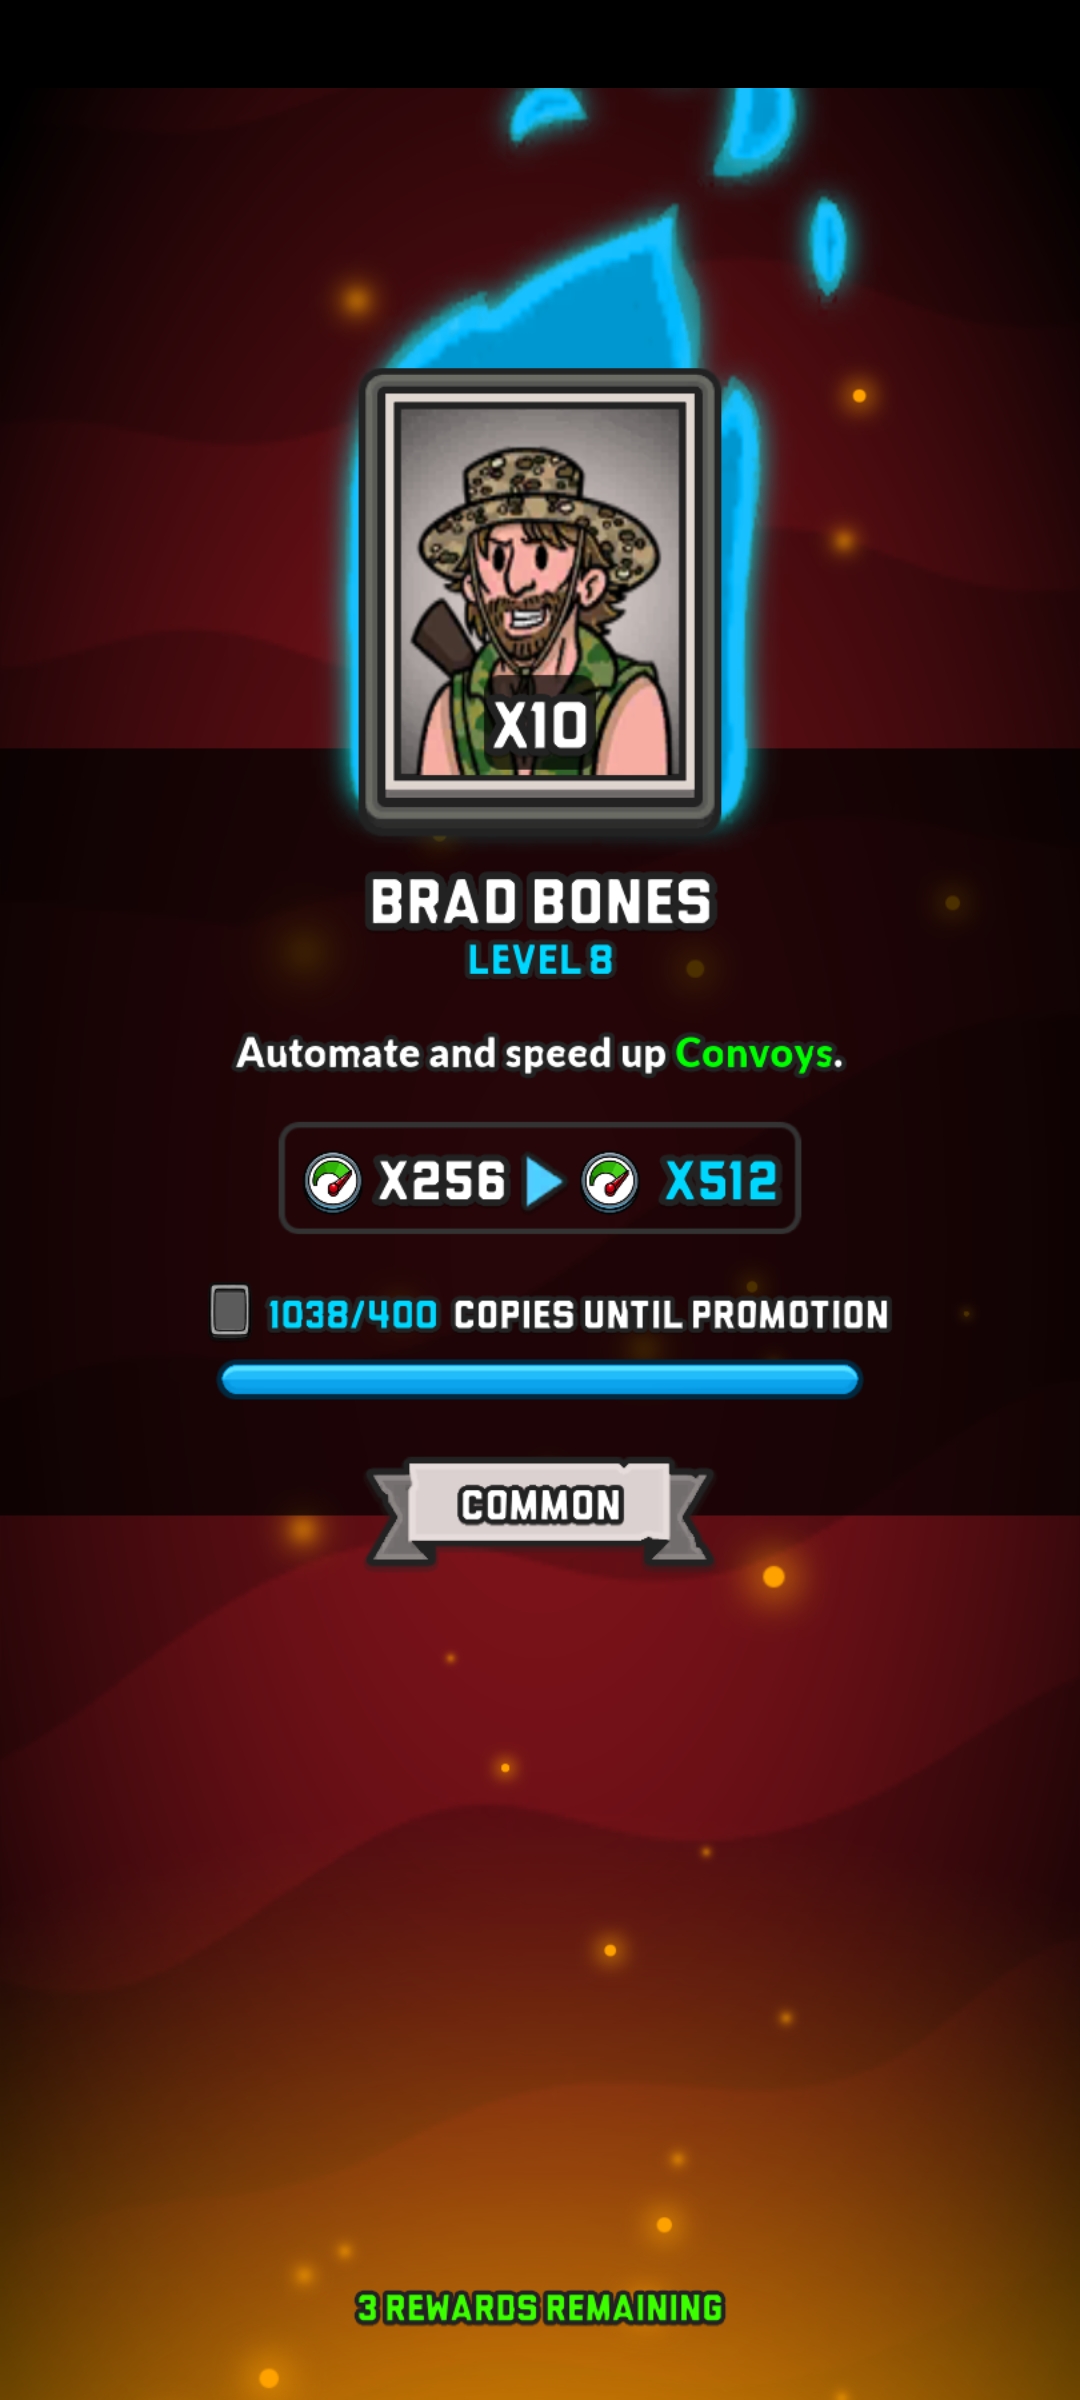 X10
BRAD BONES
LEVEL 8
Automate and speed up Convoys.
X256 X512
1038/400 COPIES UNTIL PROMOTION
COMMON
3 REWARDS REMAINING